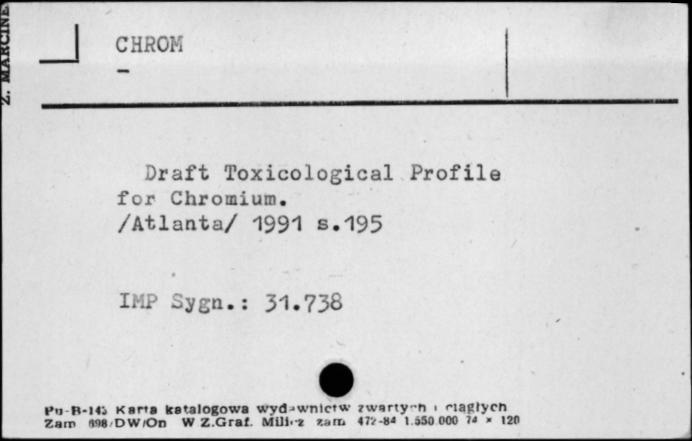 Z. MARCINE
CHROM
Draft Toxicological Profile
for Chromium.
/Atlanta/ 1991 s.195
IMP Sygn.: 31.738
Pu-B-145 Karta katalogowa wydawnictw zwartych i ciągłych
Zam 898/DW/On W Z.Graf. Milicz zam 472-84 1.550.000 74 × 120